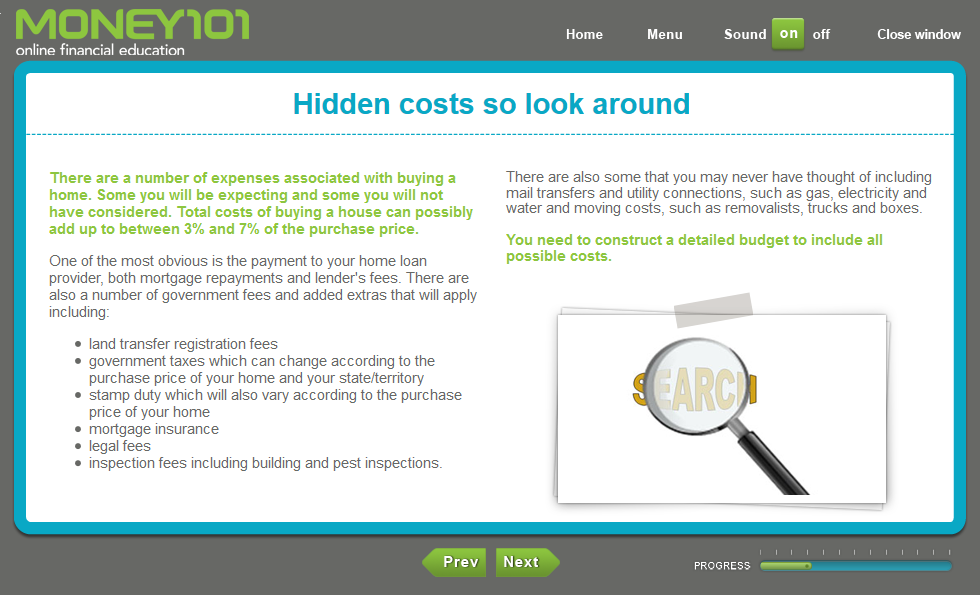 MONEY101
online financial education
Home
Menu
Sound on off
Close window
Hidden costs so look around
There are a number of expenses associated with buying a
home. Some you will be expecting and some you will not
have considered. Total costs of buying a house can possibly
add up to between 3% and 7% of the purchase price.
One of the most obvious is the payment to your home loan
provider, both mortgage repayments and lender's fees. There are
also a number of government fees and added extras that will apply
including:
land transfer registration fees
government taxes which can change according to the
purchase price of your home and your state/territory
stamp duty which will also vary according to the purchase
price of your home
mortgage insurance
legal fees
inspection fees including building and pest inspections.
There are also some that you may never have thought of including
mail transfers and utility connections, such as gas, electricity and
water and moving costs, such as removalists, trucks and boxes.
You need to construct a detailed budget to include all
possible costs.
SEARCH
Prev
Next
PROGRESS